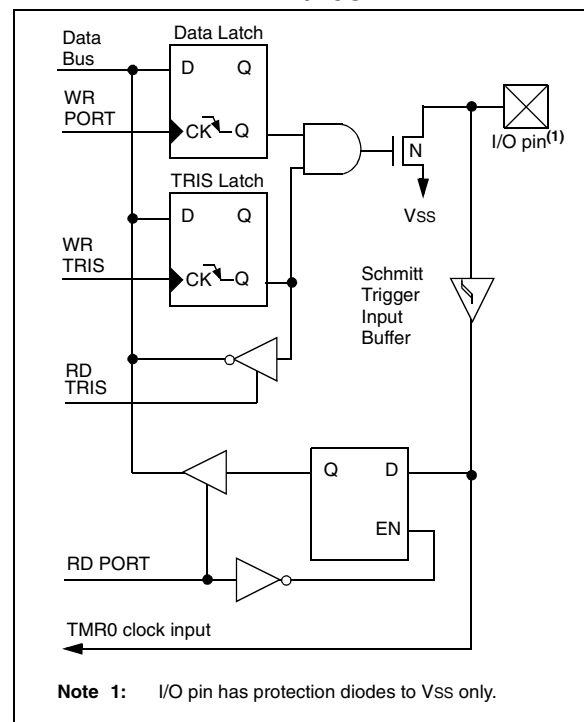 Data Latch
Data
Bus
D Q
WR
PORT
CK Q
N
I/O pin(1)
VSS
TRIS Latch
D Q
WR
TRIS
CK Q
Schmitt
Trigger
Input
Buffer
RD
TRIS
Q D
EN
RD PORT
TMR0 clock input
Note 1: I/O pin has protection diodes to VSS only.